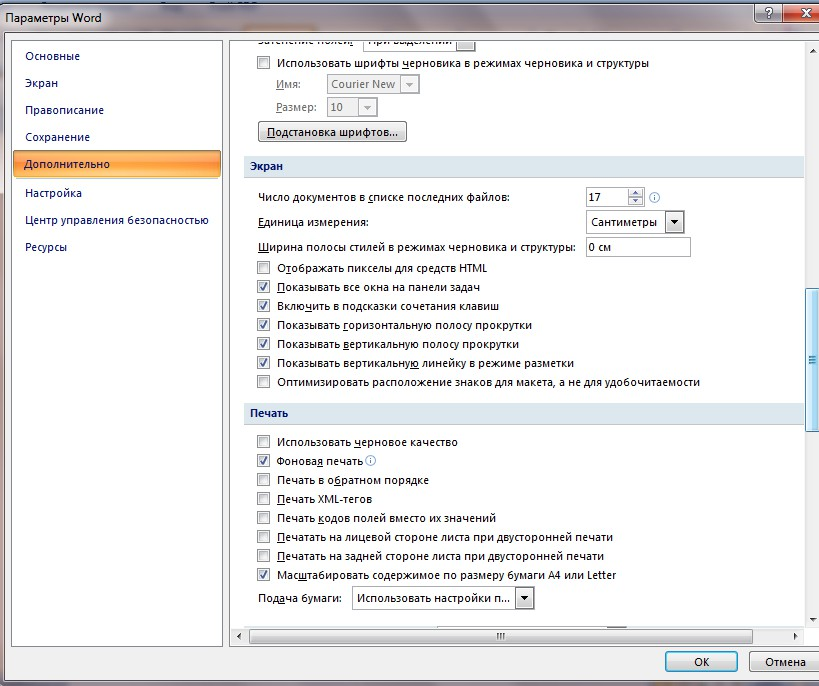 Параметры Word
Основные
Экран
Правописание
Сохранение
Дополнительно
Настройка
Центр управления безопасностью
Ресурсы
Затенение полей: При выделении
Использовать шрифты черновика в режимах черновика и структуры
Имя: Courier New
Размер: 10
Подстановка шрифтов...
Экран
Число документов в списке последних файлов: 17
Единица измерения: Сантиметры
Ширина полосы стилей в режимах черновика и структуры: 0 см
Отображать пикселы для средств HTML
Показывать все окна на панели задач
Включить в подсказки сочетания клавиш
Показывать горизонтальную полосу прокрутки
Показывать вертикальную полосу прокрутки
Показывать вертикальную линейку в режиме разметки
Оптимизировать расположение знаков для макета, а не для удобочитаемости
Печать
Использовать черновое качество
Фоновая печать
Печать в обратном порядке
Печать XML-тегов
Печать кодов полей вместо их значений
Печатать на лицевой стороне листа при двусторонней печати
Печатать на задней стороне листа при двусторонней печати
Масштабировать содержимое по размеру бумаги A4 или Letter
Подача бумаги: Использовать настройки п...
ОК
Отмена